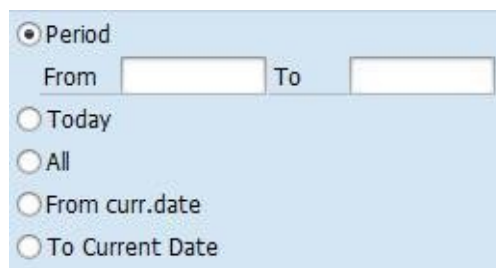 Period
From To
Today
All
From curr.date
To Current Date